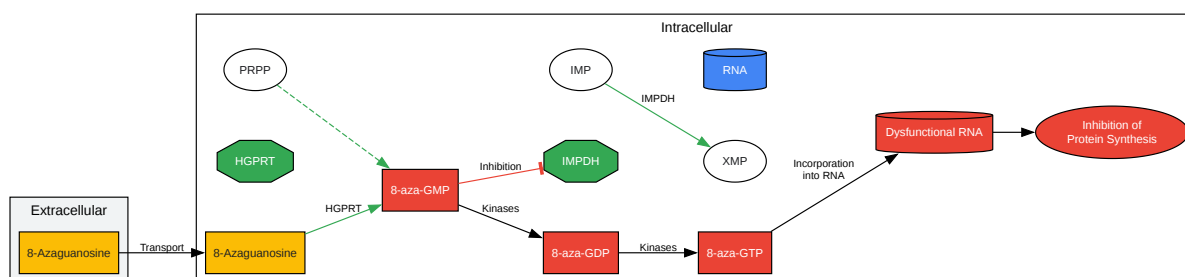 Intracellular
PRPP
IMP
RNA
IMPDH
Dysfunctional RNA
Inhibition of
Protein Synthesis
HGPRT
Inhibition
IMPDH
XMP
Incorporation
into RNA
8-aza-GMP
Extracellular
HGPRT
Kinases
8-Azaguanosine
Transport
8-Azaguanosine
8-aza-GDP
Kinases
8-aza-GTP